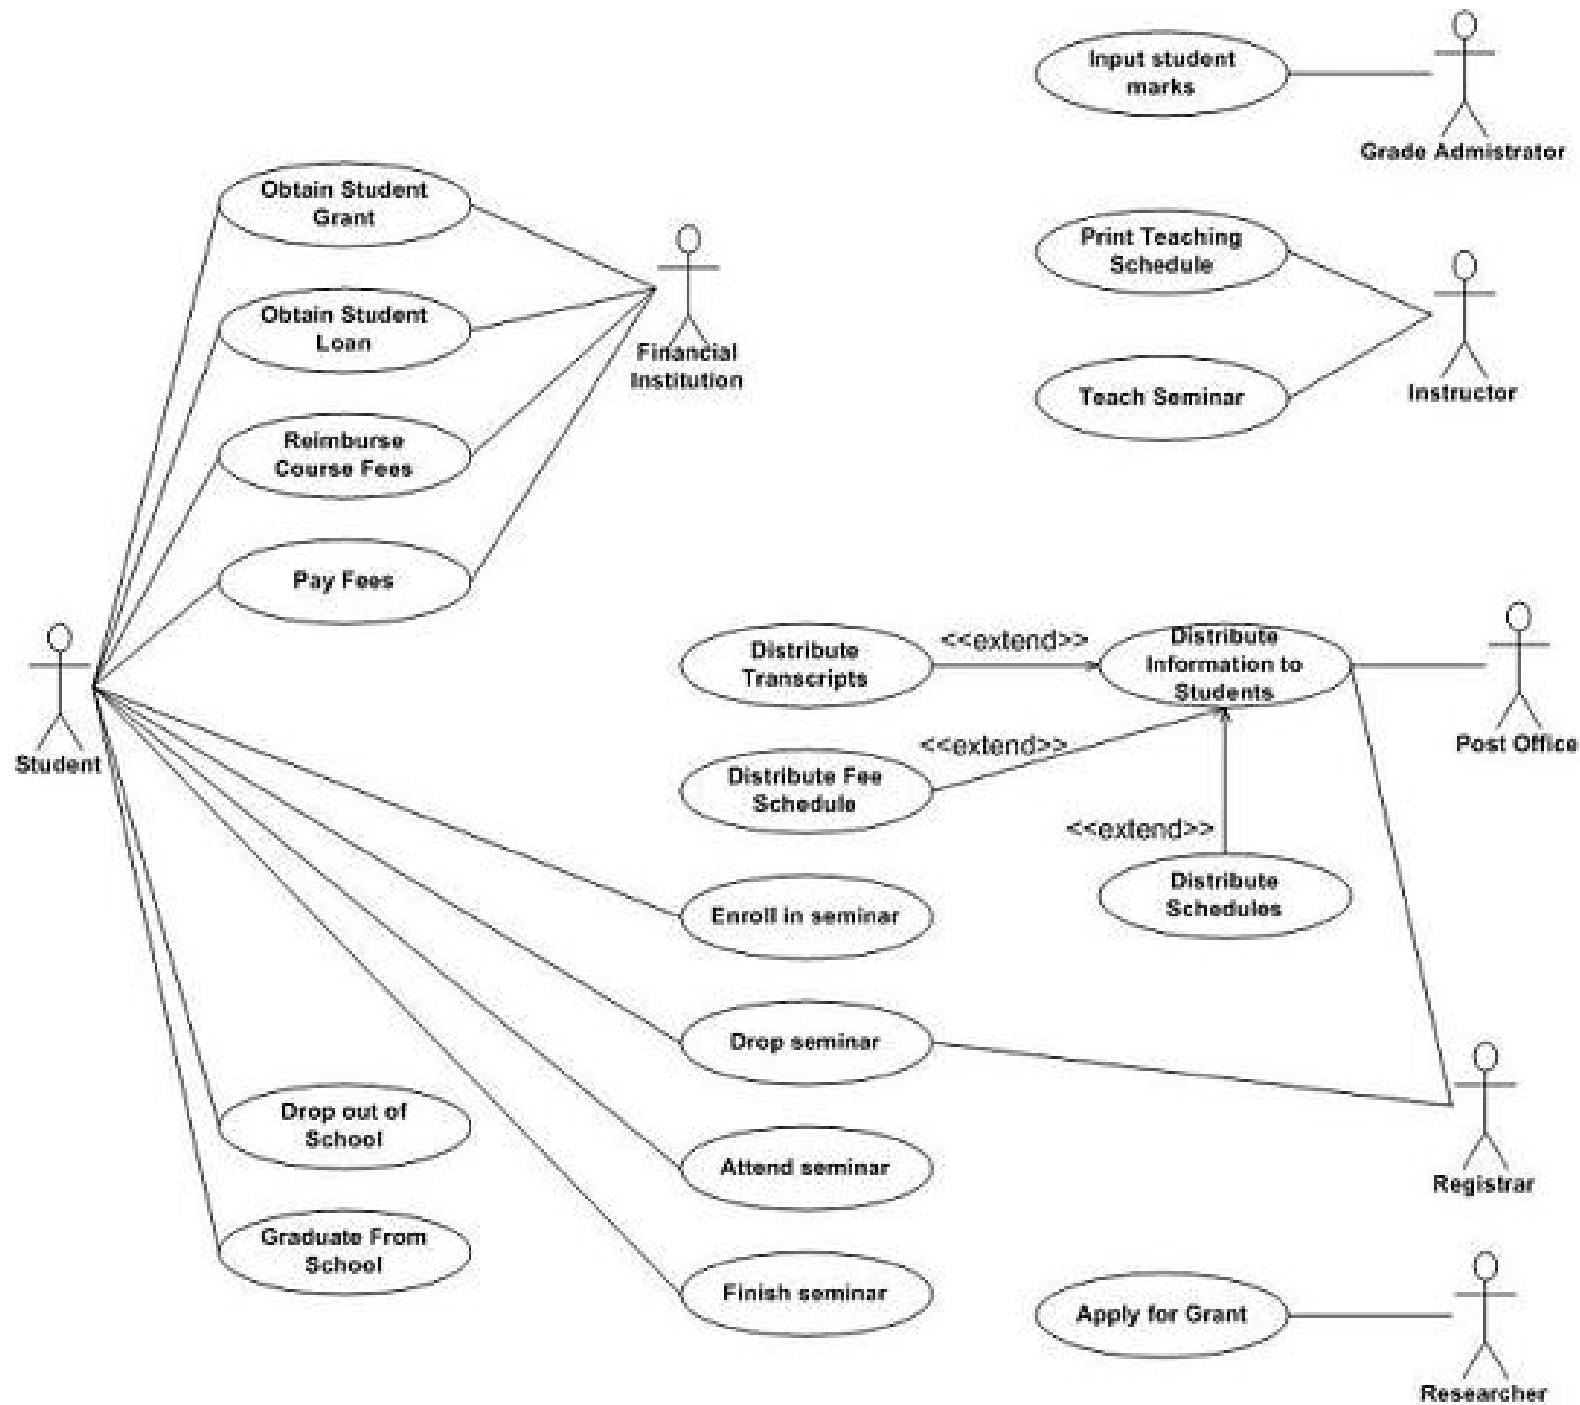 Input student
marks
Grade Admistrator
Obtain Student
Grant
Print Teaching
Schedule
Obtain Student
Loan
Financial
Institution
Teach Seminar
Instructor
Reimburse
Course Fees
Pay Fees
Distribute
Transcripts
<<extend>>
Distribute
Information to
Students
Post Office
Student
Distribute Fee
Schedule
<<extend>>
<<extend>>
Distribute
Schedules
Enroll in seminar
Drop seminar
Drop out of
School
Attend seminar
Registrar
Graduate From
School
Finish seminar
Apply for Grant
Researcher